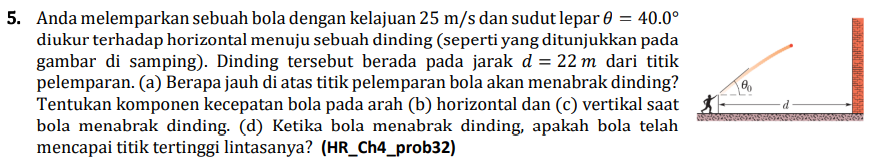 5. Anda melemparkan sebuah bola dengan kelajuan 25 m/s dan sudut lepar θ = 40.0°
diukur terhadap horizontal menuju sebuah dinding (seperti yang ditunjukkan pada
gambar di samping). Dinding tersebut berada pada jarak d = 22 m dari titik
pelemparan. (a) Berapa jauh di atas titik pelemparan bola akan menabrak dinding?
Tentukan komponen kecepatan bola pada arah (b) horizontal dan (c) vertikal saat
bola menabrak dinding. (d) Ketika bola menabrak dinding, apakah bola telah
mencapai titik tertinggi lintasanya? (HR_Ch4_prob32)
θ₀
d